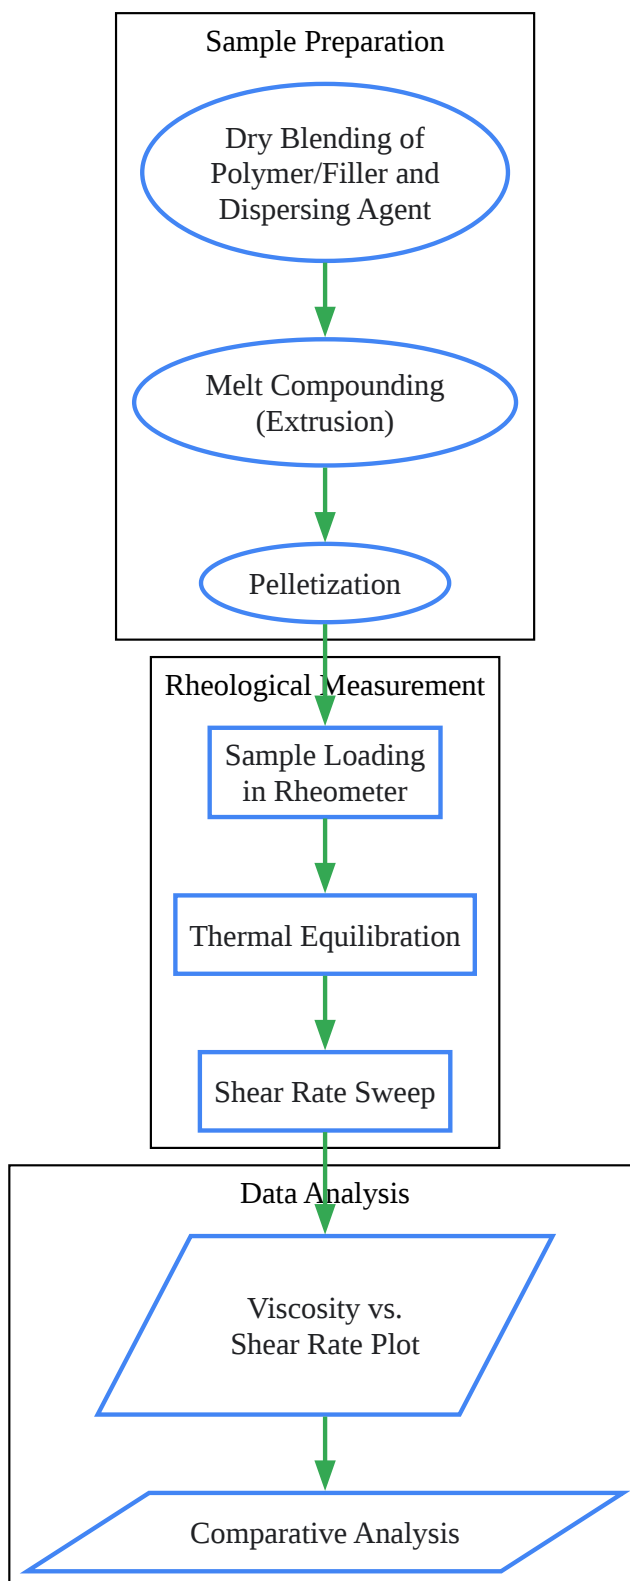 Sample Preparation
Dry Blending of
Polymer/Filler and
Dispersing Agent
Melt Compounding
(Extrusion)
Pelletization
Rheological Measurement
Sample Loading
in Rheometer
Thermal Equilibration
Shear Rate Sweep
Data Analysis
Viscosity vs.
Shear Rate Plot
Comparative Analysis